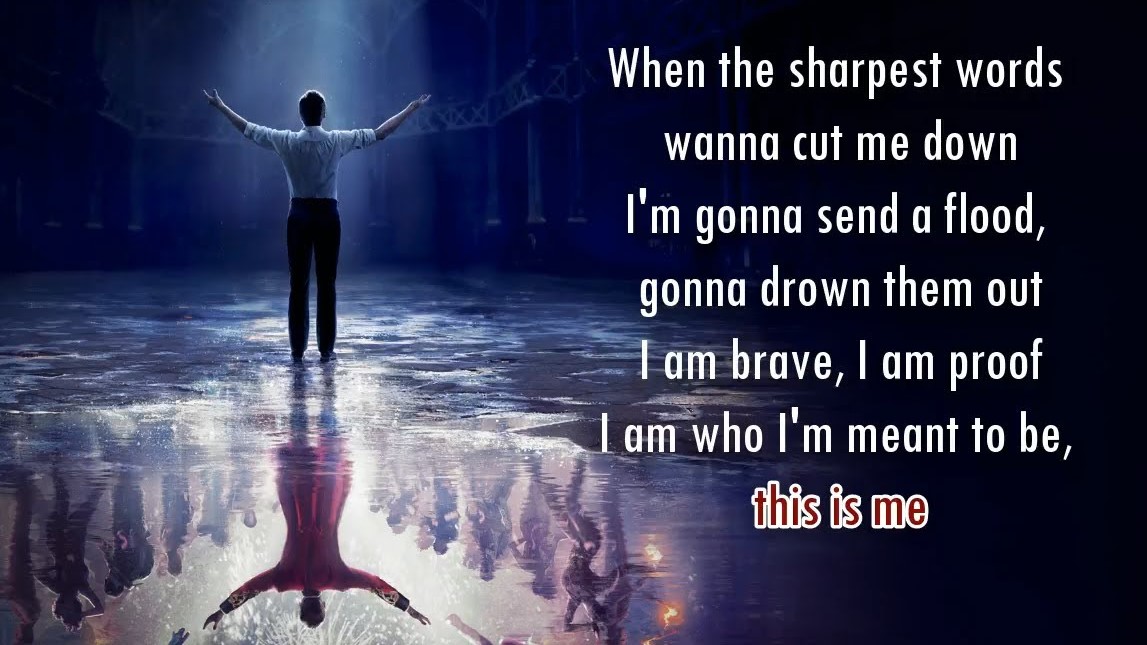 When the sharpest words
wanna cut me down
I'm gonna send a flood,
gonna drown them out
I am brave, I am proof
I am who I'm meant to be,
this is me